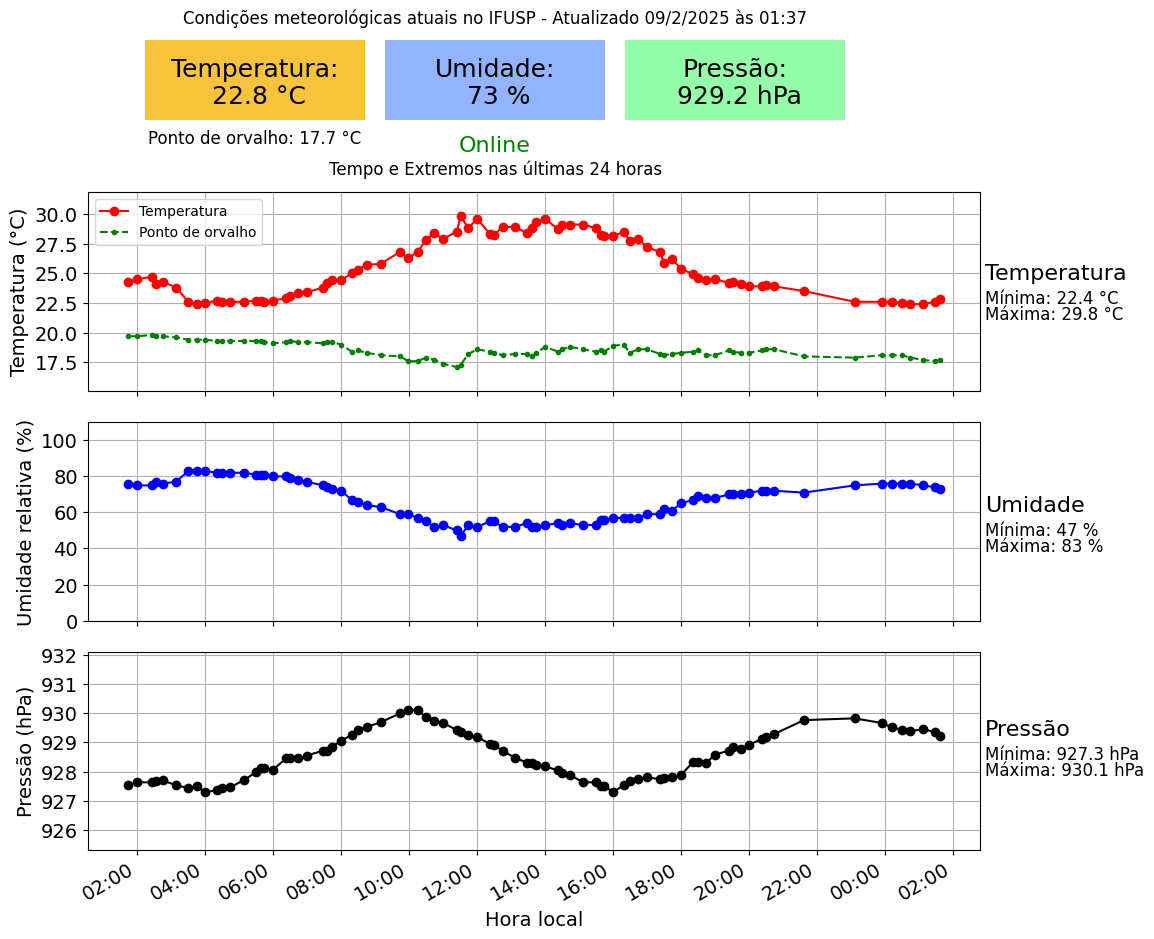 Condições meteorológicas atuais no IFUSP - Atualizado 09/2/2025 às 01:37
Temperatura:
22.8 °C
Umidade:
73 %
Pressão:
929.2 hPa
Ponto de orvalho: 17.7 °C
Online
Tempo e Extremos nas últimas 24 horas
Temperatura (°C)
30.0
27.5
25.0
22.5
20.0
17.5
Temperatura
Ponto de orvalho
Temperatura
Mínima: 22.4 °C
Máxima: 29.8 °C
Umidade relativa (%)
100
80
60
40
20
0
Umidade
Mínima: 47 %
Máxima: 83 %
Pressão (hPa)
932
931
930
929
928
927
926
Pressão
Mínima: 927.3 hPa
Máxima: 930.1 hPa
02:00 04:00 06:00 08:00 10:00 12:00 14:00 16:00 18:00 20:00 22:00 00:00 02:00
Hora local